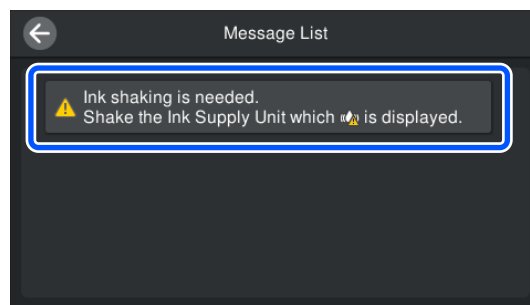 Message List
Ink shaking is needed.
Shake the Ink Supply Unit which is displayed.